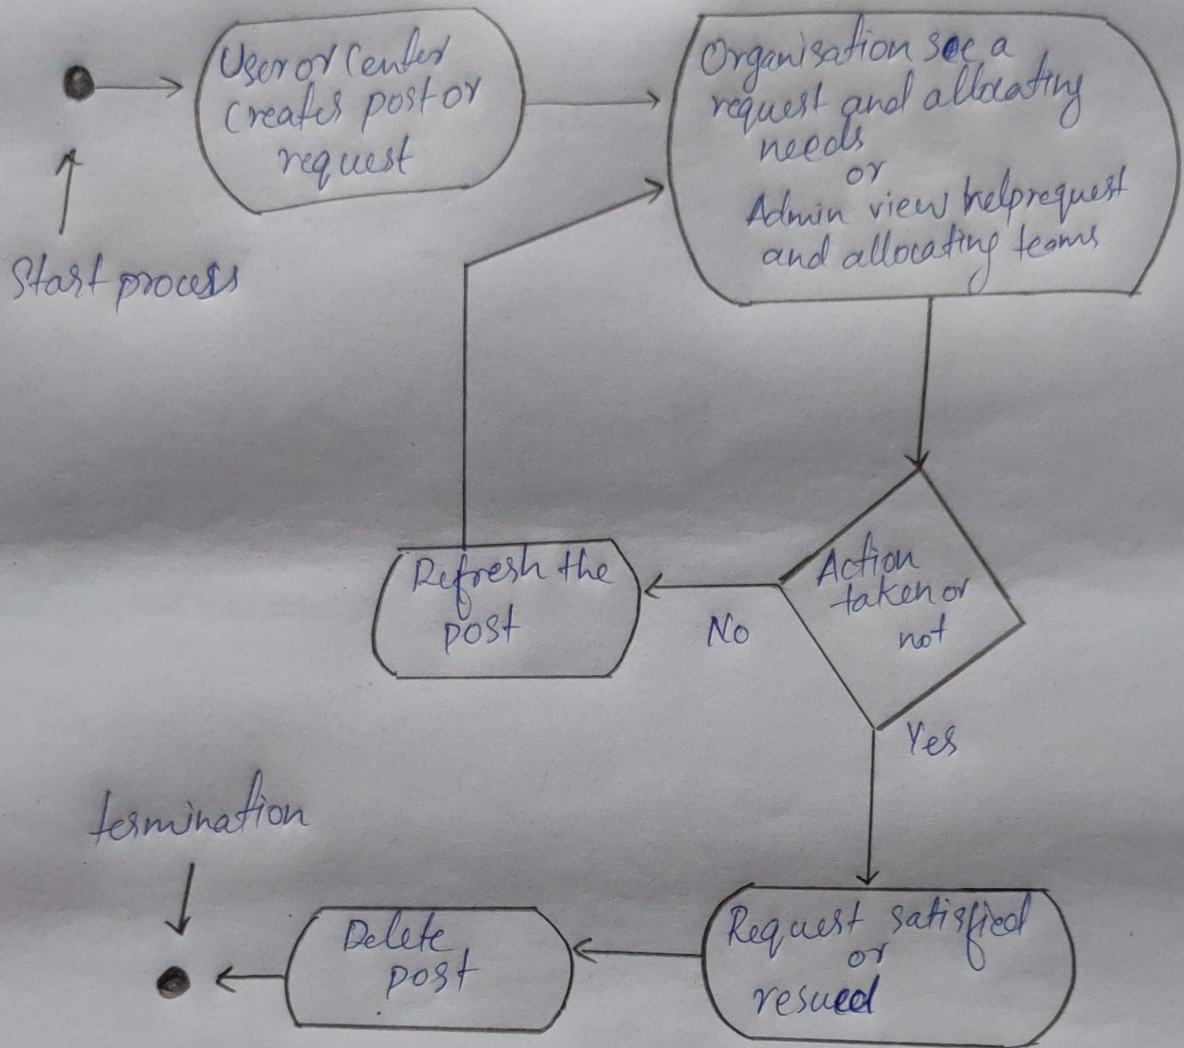 User or Center
Creates post or
request
Start process
Organisation see a
request and allocating
needs
or
Admin view helprequest
and allocating teams
Action
taken or
not
No
Refresh the
post
Yes
Request satisfied
or
resued
Delete
post
termination